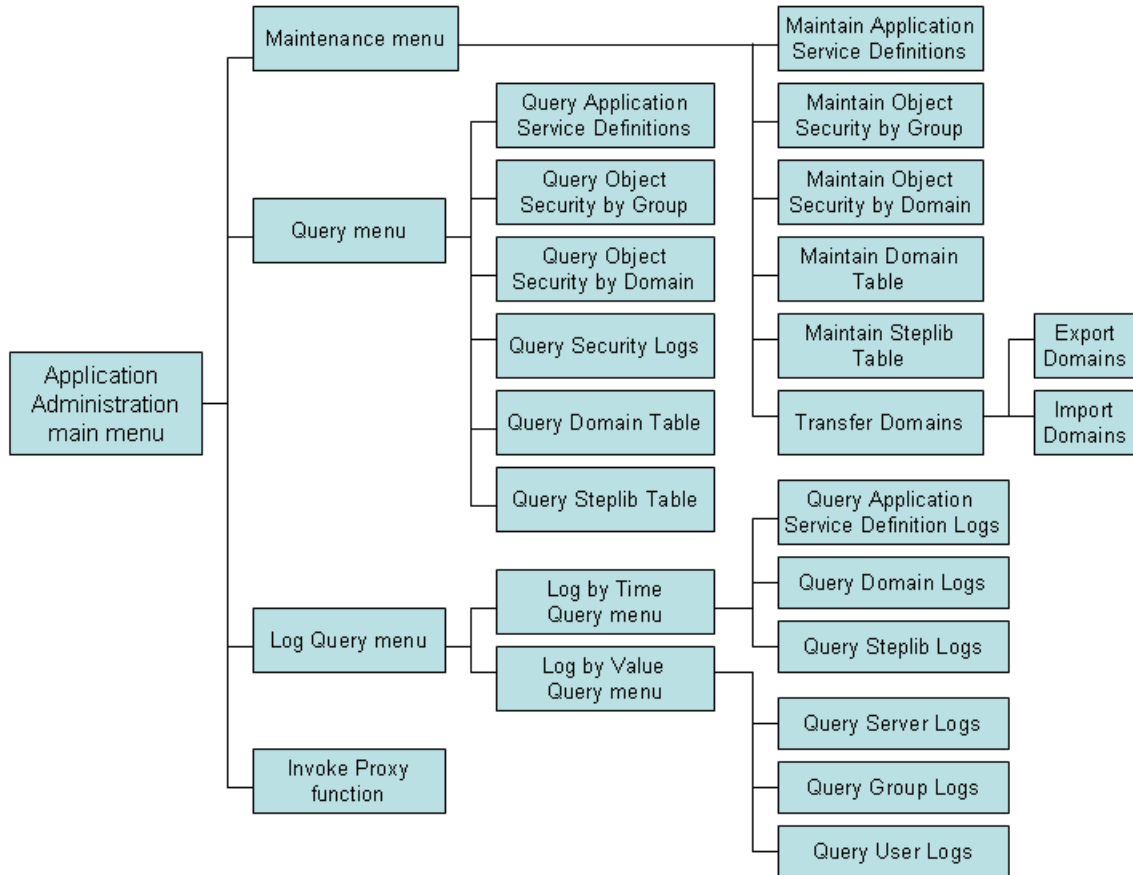 Application
Administration
main menu
Maintenance menu
Maintain Application
Service Definitions
Maintain Object
Security by Group
Maintain Object
Security by Domain
Maintain Domain
Table
Maintain Steplib
Table
Transfer Domains
Export
Domains
Import
Domains
Query menu
Query Application
Service Definitions
Query Object
Security by Group
Query Object
Security by Domain
Query Security Logs
Query Domain Table
Query Steplib Table
Log Query menu
Log by Time
Query menu
Query Application
Service Definition Logs
Query Domain Logs
Query Steplib Logs
Log by Value
Query menu
Query Server Logs
Query Group Logs
Query User Logs
Invoke Proxy
function